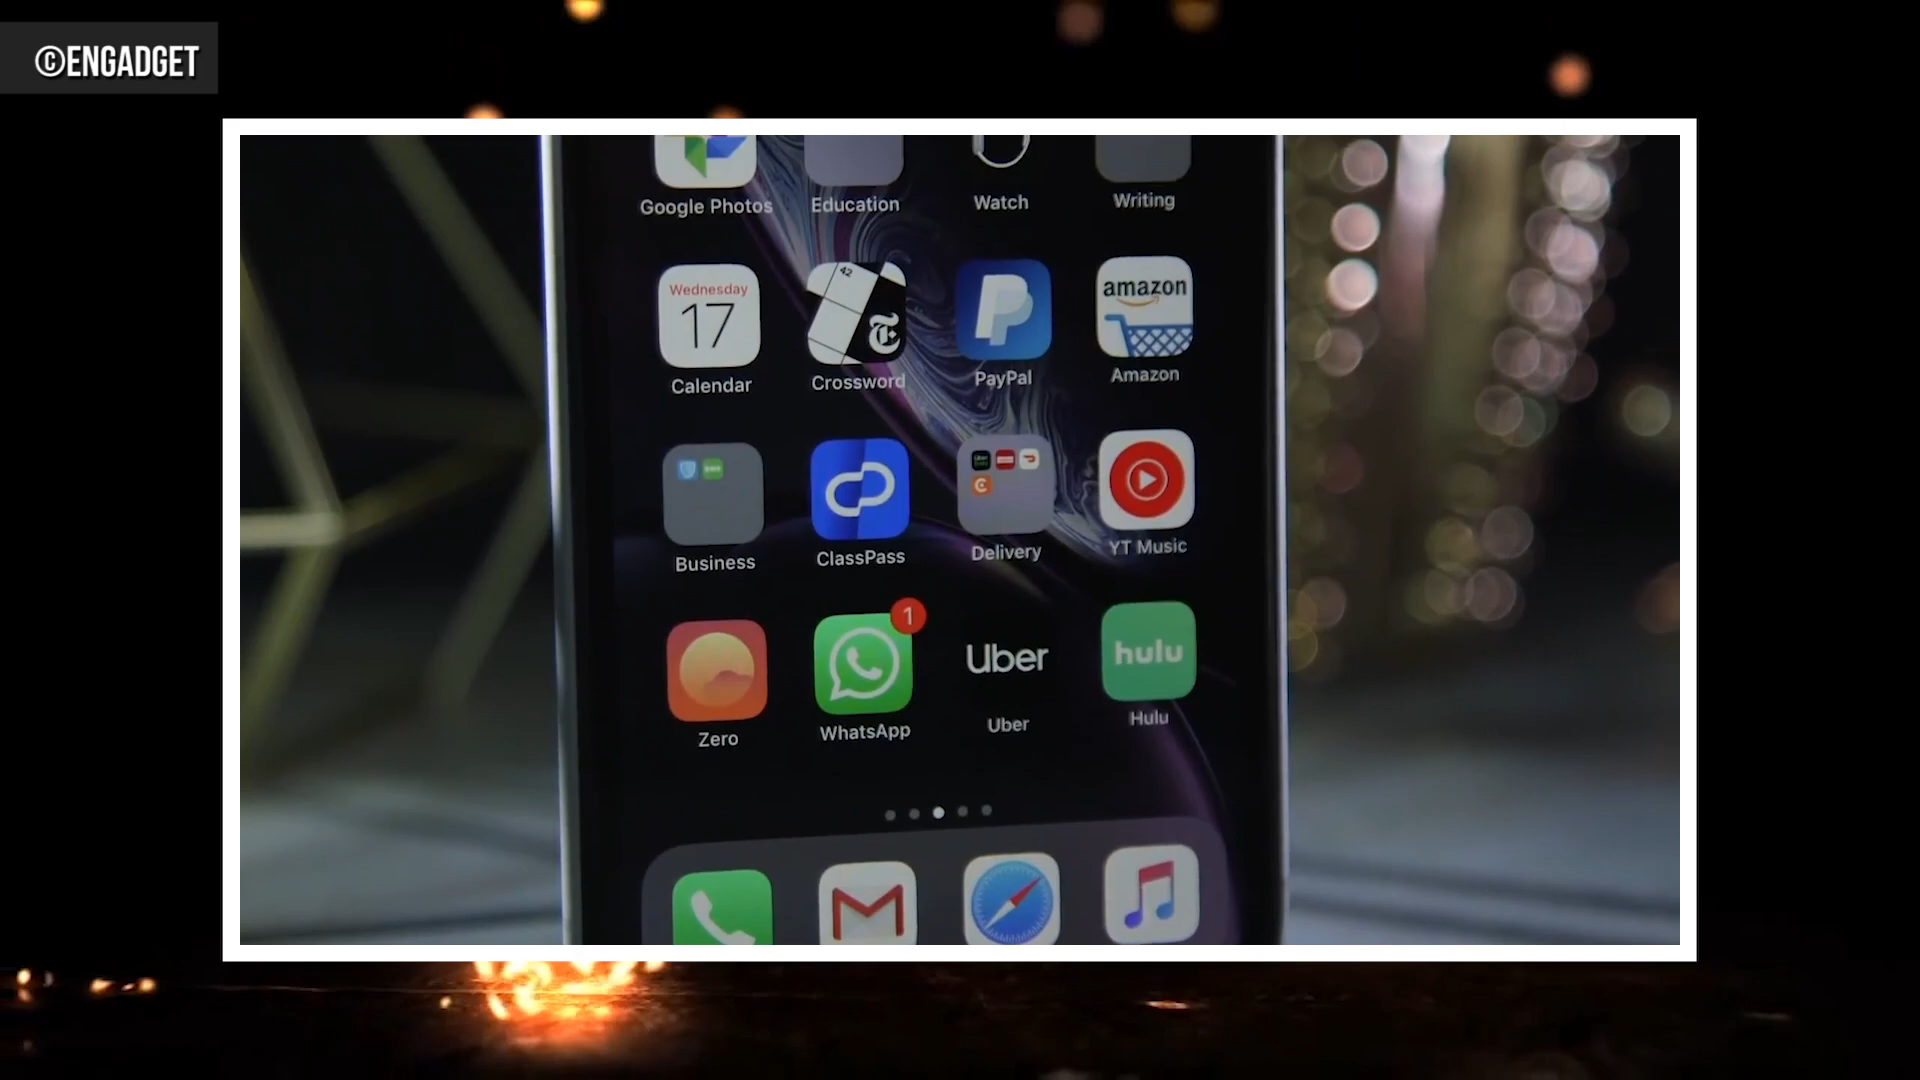 ©ENGADGET
Google Photos Education Watch Writing
Wednesday
17
42
T
amazon
Calendar Crossword PayPal Amazon
Business ClassPass Delivery YT Music
1
Uber
hulu
Zero WhatsApp Uber Hulu